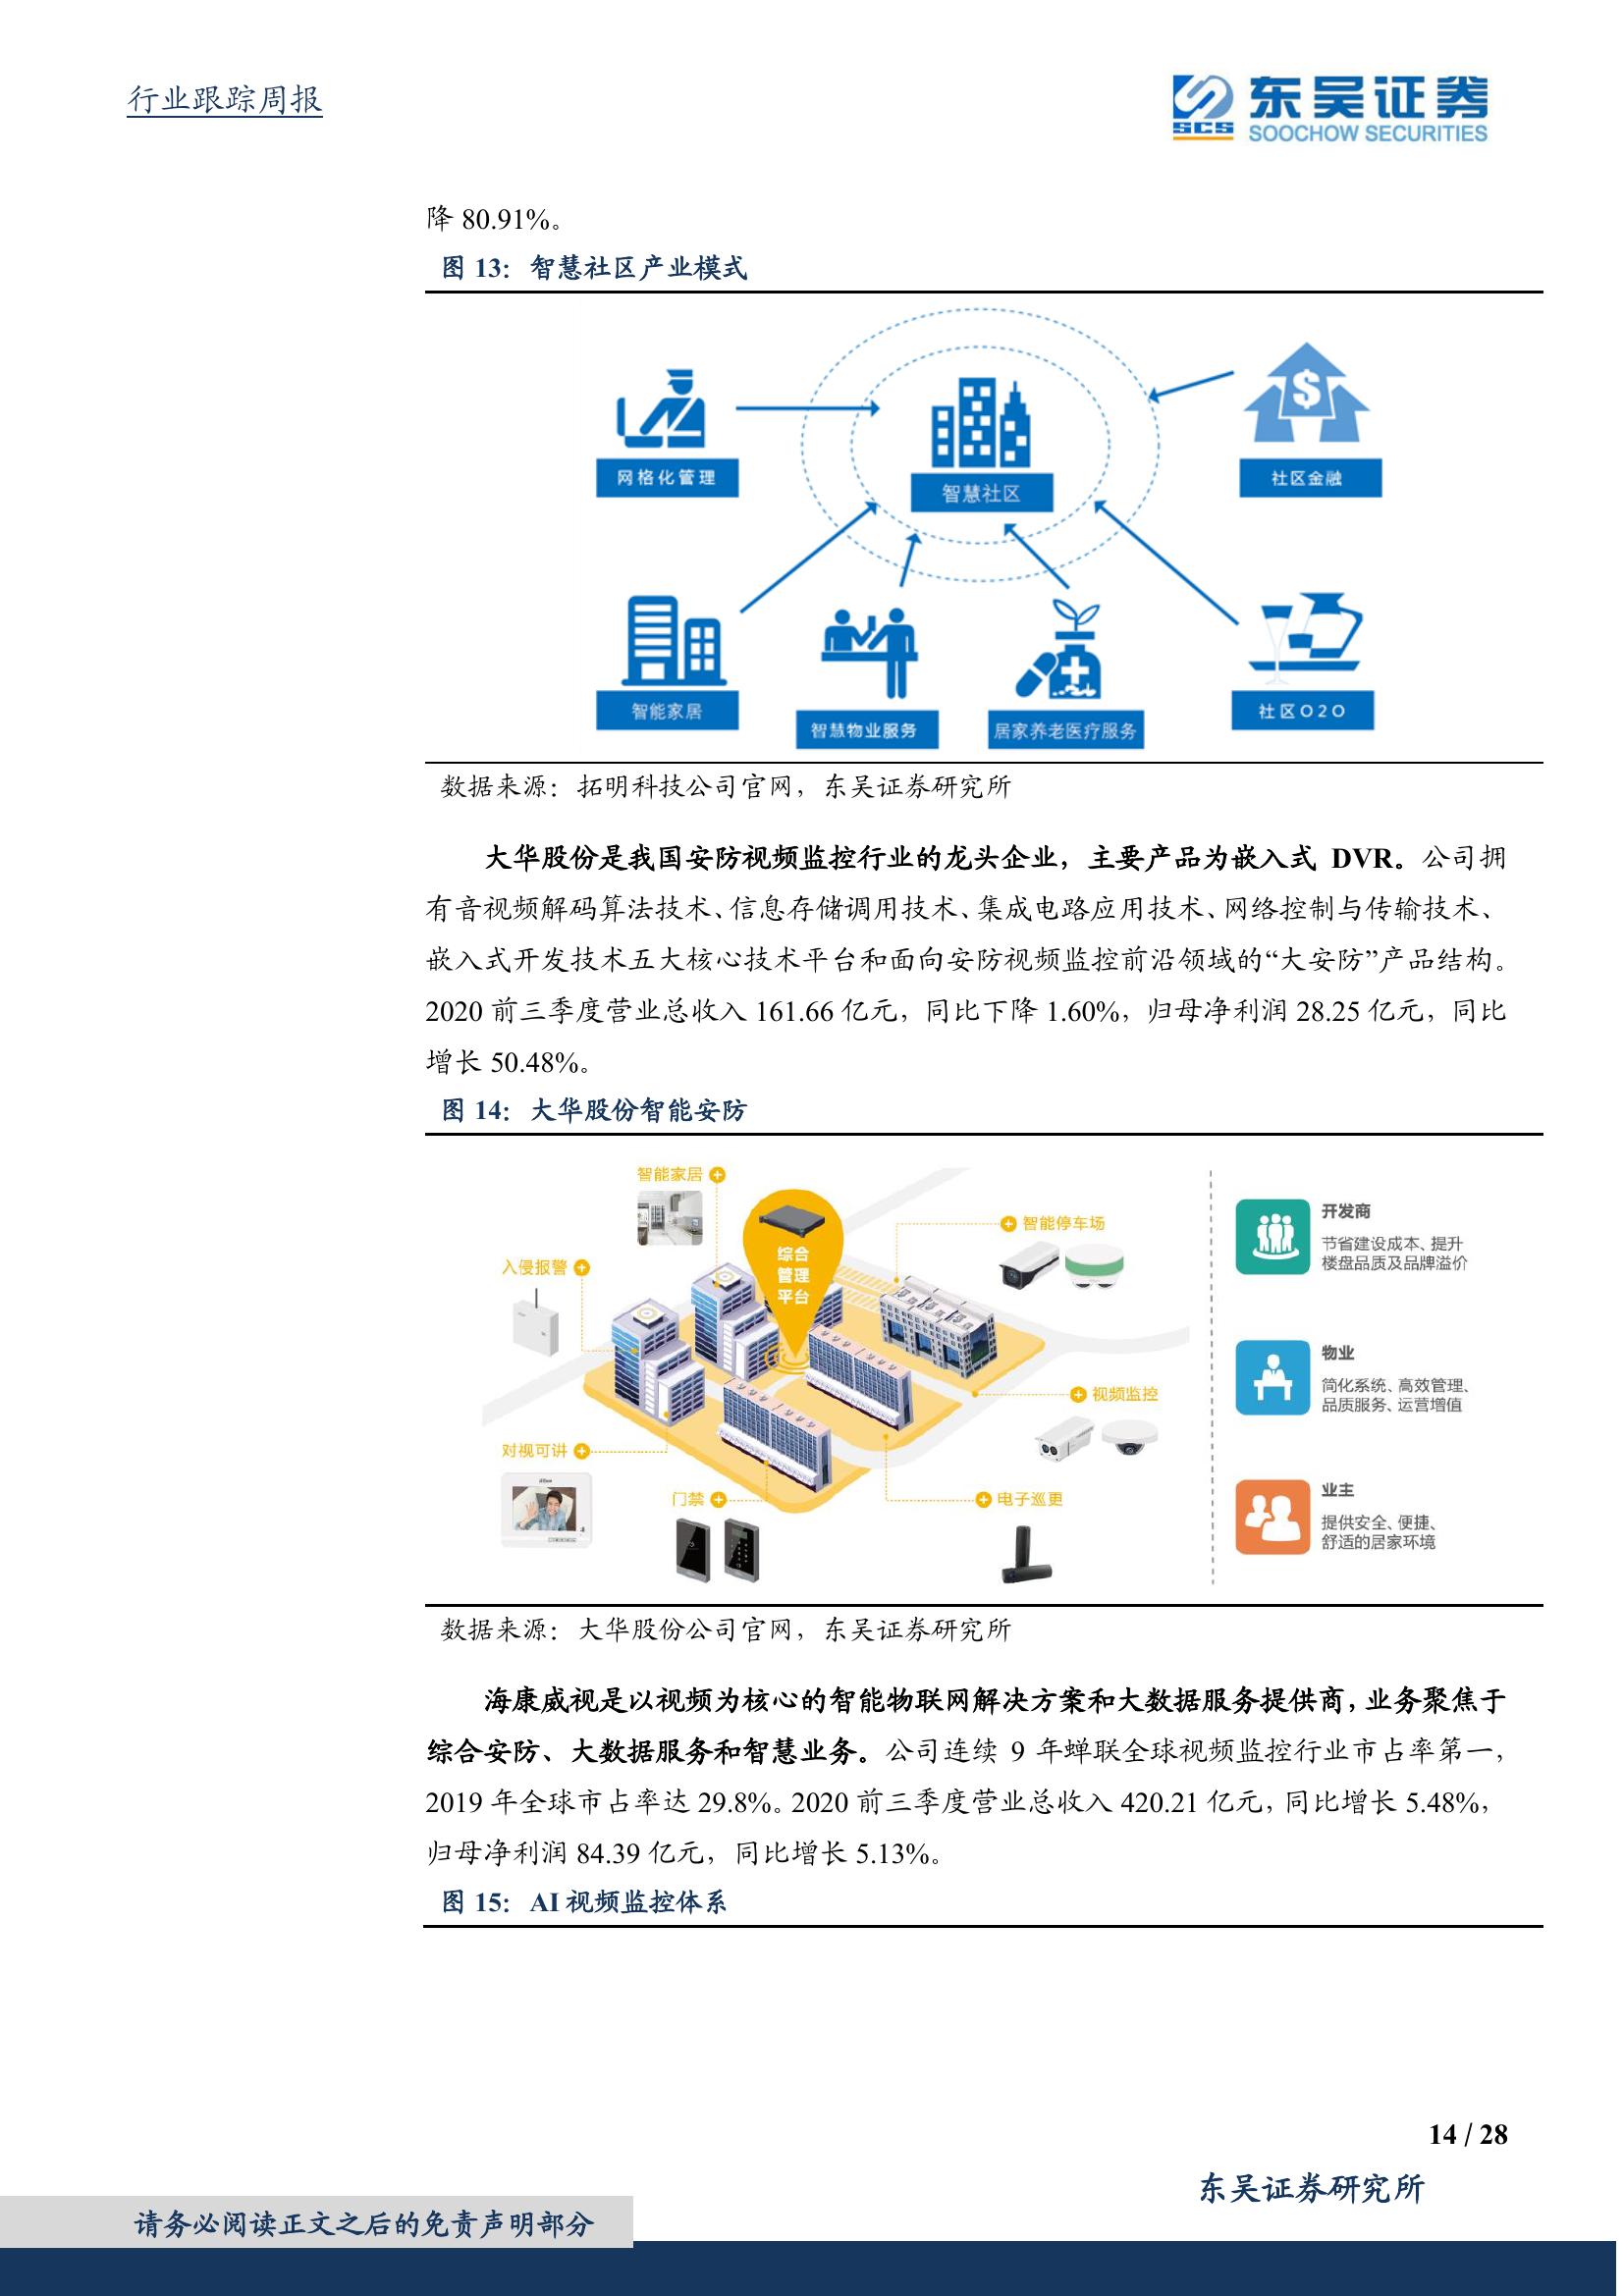 行业跟踪周报
SCS
东吴证券
SOOCHOW SECURITIES
降 80.91%。
图 13：智慧社区产业模式
网格化管理
智慧社区
社区金融
智能家居
智慧物业服务
居家养老医疗服务
社区O2O
数据来源：拓明科技公司官网，东吴证券研究所
大华股份是我国安防视频监控行业的龙头企业，主要产品为嵌入式 DVR。公司拥
有音视频解码算法技术、信息存储调用技术、集成电路应用技术、网络控制与传输技术、
嵌入式开发技术五大核心技术平台和面向安防视频监控前沿领域的“大安防”产品结构。
2020 前三季度营业总收入 161.66 亿元，同比下降 1.60%，归母净利润 28.25 亿元，同比
增长 50.48%。
图 14：大华股份智能安防
智能家居
综合
管理
平台
智能停车场
入侵报警
视频监控
对视可讲
门禁
电子巡更
开发商
节省建设成本、提升
楼盘品质及品牌溢价
物业
简化系统、高效管理、
品质服务、运营增值
业主
提供安全、便捷、
舒适的居家环境
数据来源：大华股份公司官网，东吴证券研究所
海康威视是以视频为核心的智能物联网解决方案和大数据服务提供商，业务聚焦于
综合安防、大数据服务和智慧业务。公司连续 9 年蝉联全球视频监控行业市占率第一，
2019 年全球市占率达 29.8%。2020 前三季度营业总收入 420.21 亿元，同比增长 5.48%，
归母净利润 84.39 亿元，同比增长 5.13%。
图 15：AI 视频监控体系
14 / 28
东吴证券研究所
请务必阅读正文之后的免责声明部分